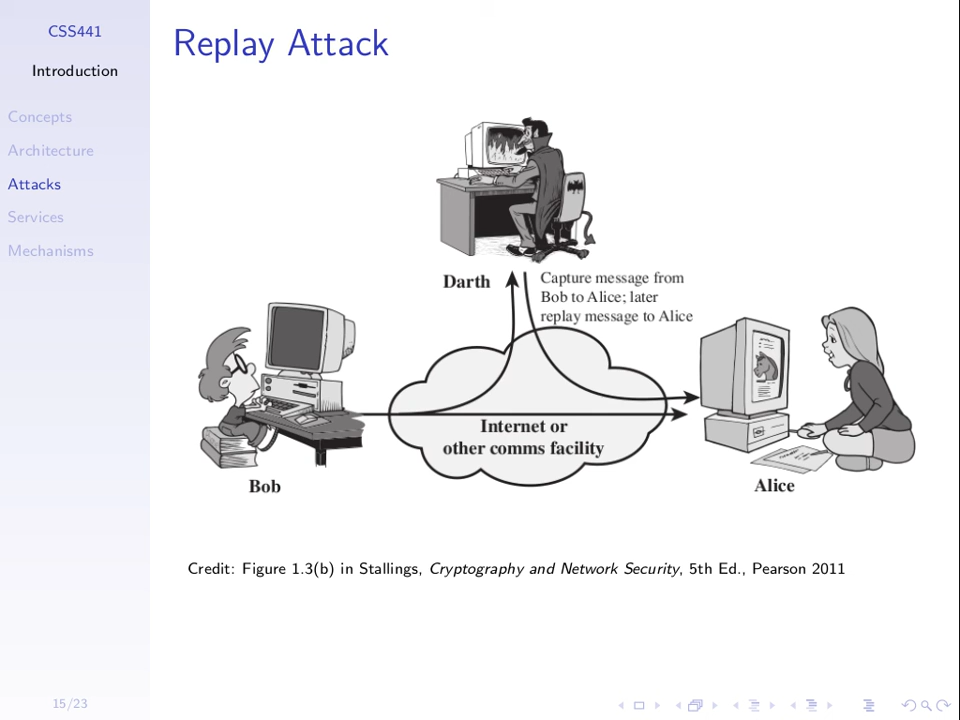 CSS441
Introduction
Concepts
Architecture
Attacks
Services
Mechanisms
15/23
Replay Attack
Darth
Capture message from
Bob to Alice; later
replay message to Alice
Internet or
other comms facility
Bob
Alice
Credit: Figure 1.3(b) in Stallings, Cryptography and Network Security, 5th Ed., Pearson 2011